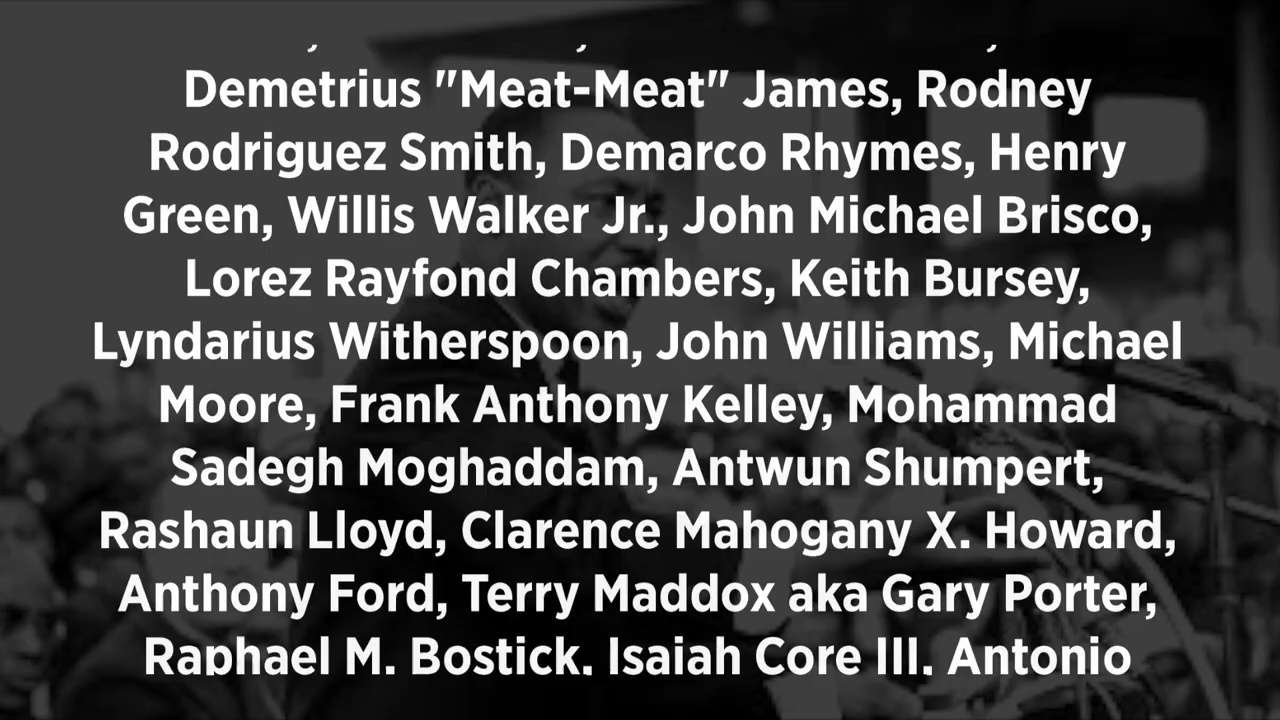 Demetrius "Meat-Meat" James, Rodney
Rodriguez Smith, Demarco Rhymes, Henry
Green, Willis Walker Jr., John Michael Brisco,
Lorez Rayfond Chambers, Keith Bursey,
Lyndarius Witherspoon, John Williams, Michael
Moore, Frank Anthony Kelley, Mohammad
Sadegh Moghaddam, Antwun Shumpert,
Rashaun Lloyd, Clarence Mahogany X. Howard,
Anthony Ford, Terry Maddox aka Gary Porter,
Raphael M. Bostick, Isaiah Core III, Antonio